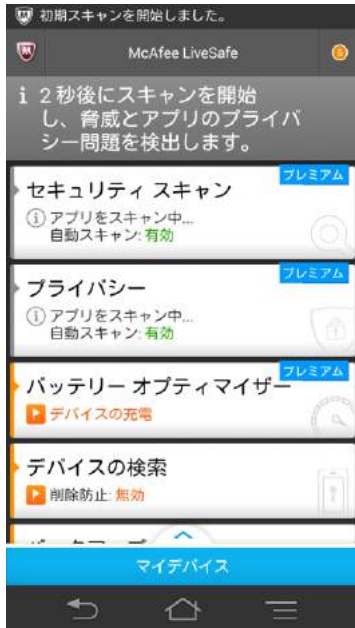 初期スキャンを開始しました。
McAfee LiveSafe
i 2秒後にスキャンを開始
し、脅威とアプリのプライバ
シー問題を検出します。
プレミアム
セキュリティ スキャン
アプリをスキャン中...
自動スキャン: 有効
プレミアム
プライバシー
アプリをスキャン中...
自動スキャン: 有効
プレミアム
バッテリー オプティマイザー
デバイスの充電
デバイスの検索
削除防止: 無効
マイデバイス